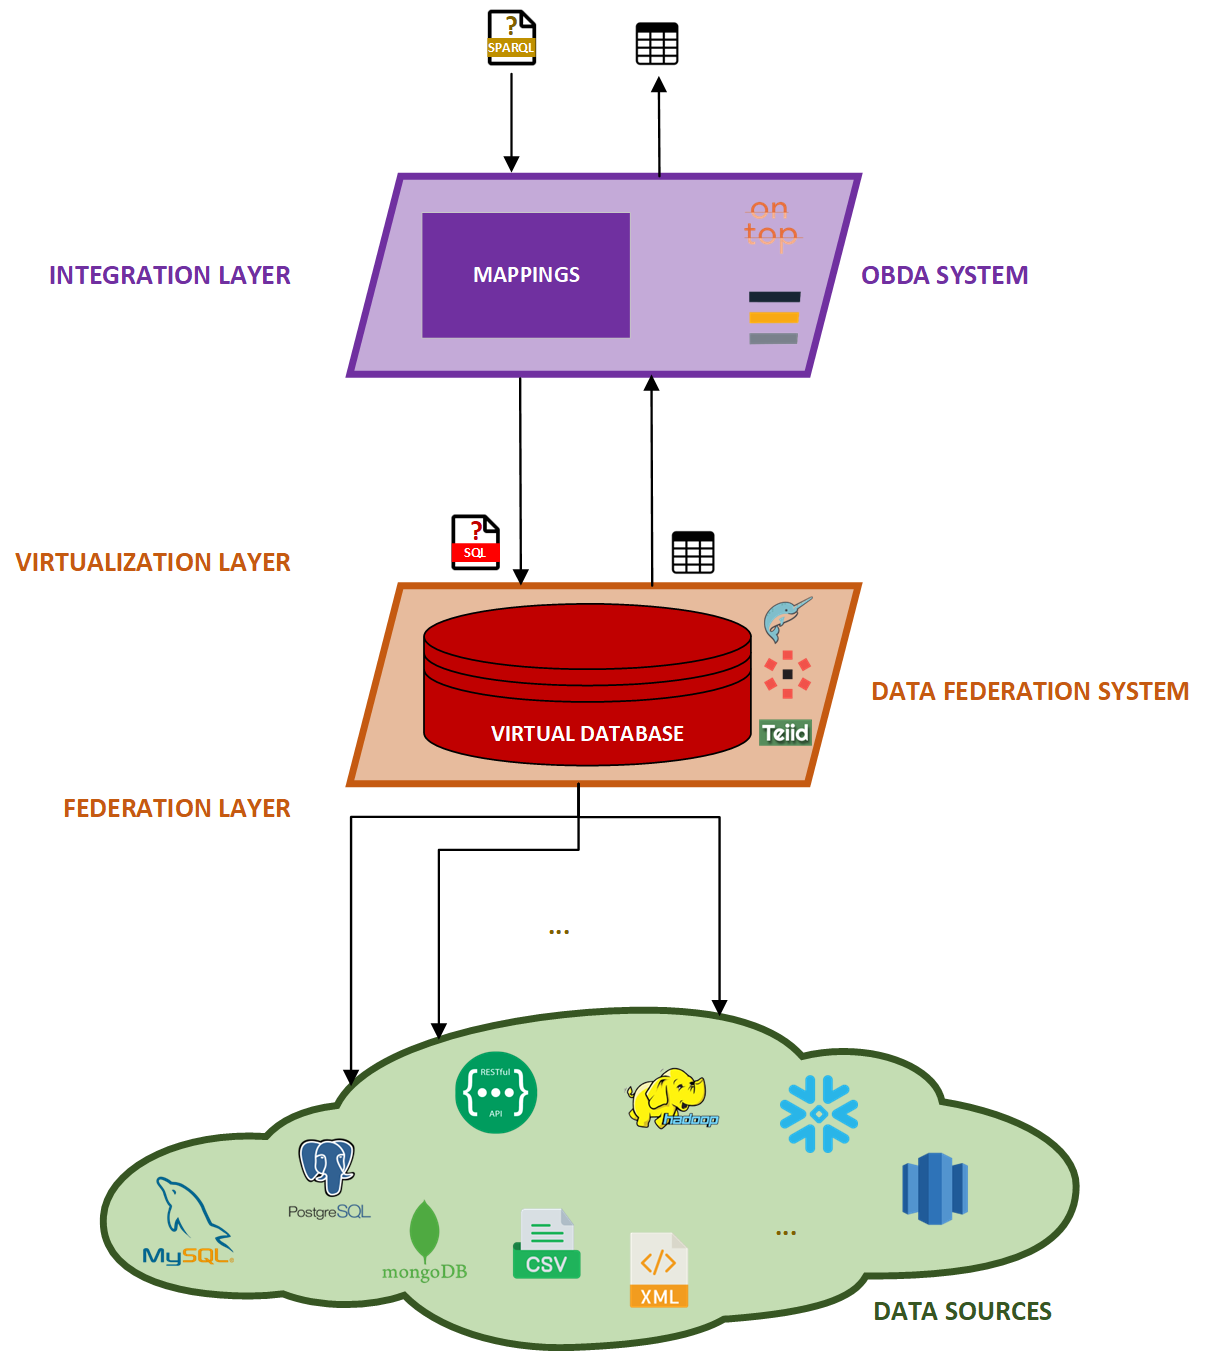 ?
SPARQL
INTEGRATION LAYER
MAPPINGS
on
top
OBDA SYSTEM
?
SQL
VIRTUALIZATION LAYER
VIRTUAL DATABASE
Teiid
DATA FEDERATION SYSTEM
FEDERATION LAYER
...
RESTful
{...}
API
hadoop
PostgreSQL
MySQL
mongoDB
CSV
</>
XML
...
DATA SOURCES